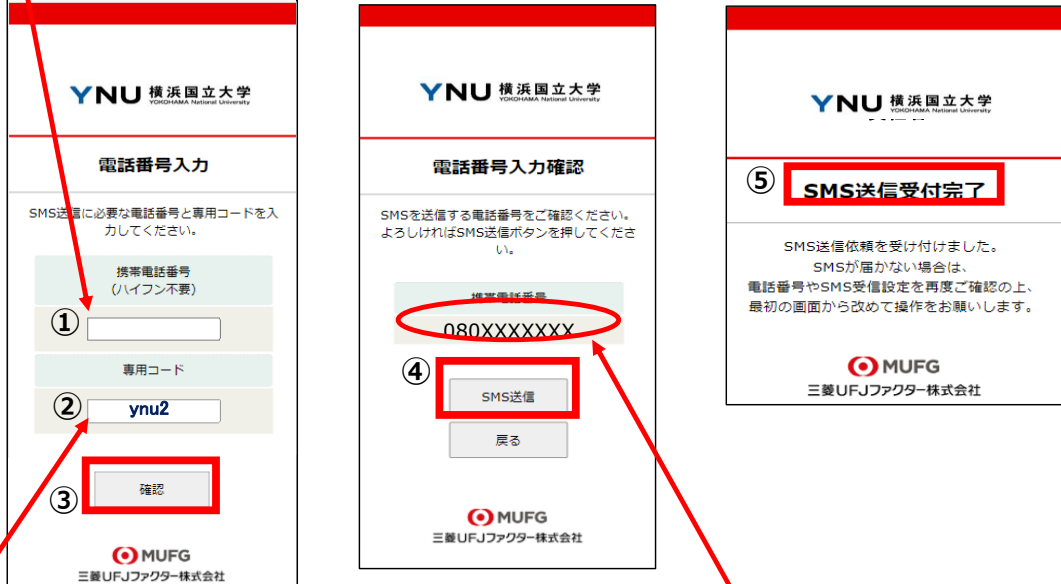 YNU 横浜国立大学
YOKOHAMA National University
電話番号入力
SMS送信に必要な電話番号と専用コードを入
力してください。
携帯電話番号
(ハイフン不要)
①
専用コード
② ynu2
③ 確認
MUFG
三菱UFJファクター株式会社
YNU 横浜国立大学
YOKOHAMA National University
電話番号入力確認
SMSを送信する電話番号をご確認ください。
よろしければSMS送信ボタンを押してくださ
い。
携帯電話番号
080XXXXXXX
④ SMS送信
戻る
MUFG
三菱UFJファクター株式会社
YNU 横浜国立大学
YOKOHAMA National University
⑤ SMS送信受付完了
SMS送信依頼を受け付けました。
SMSが届かない場合は、
電話番号やSMS受信設定を再度ご確認の上、
最初の画面から改めて操作をお願いします。
MUFG
三菱UFJファクター株式会社